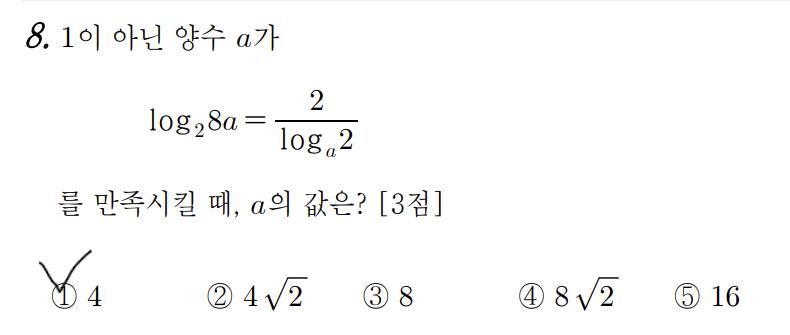 8. 1이 아닌 양수 a가
log₂8a = 2/logₐ2
를 만족시킬 때, a의 값은? [3점]
① 4 ② 4√2 ③ 8 ④ 8√2 ⑤ 16